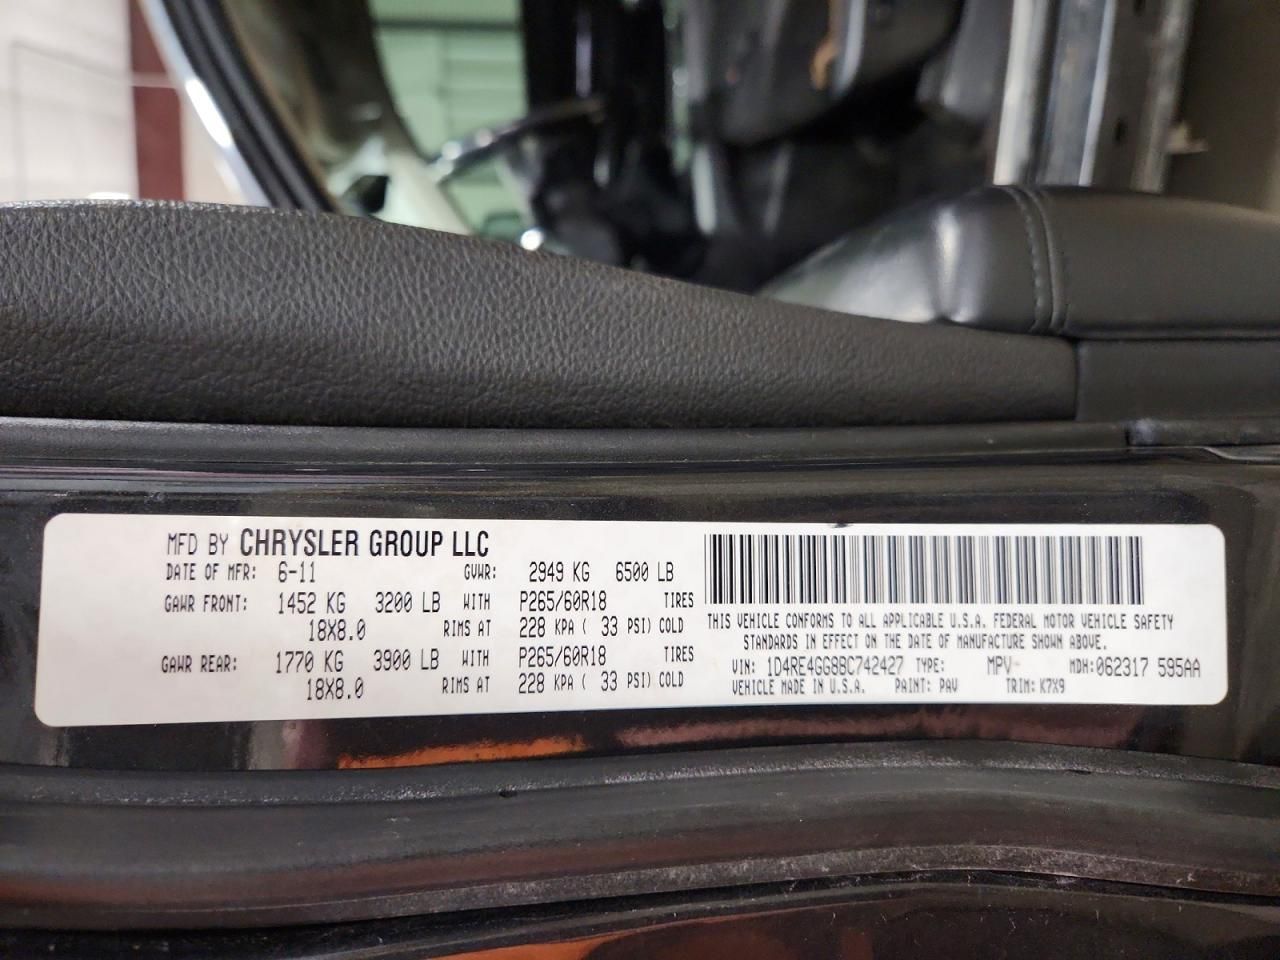 MFD BY CHRYSLER GROUP LLC
DATE OF MFR: 6-11 GVWR: 2949 KG 6500 LB
GAWR FRONT: 1452 KG 3200 LB WITH P265/60R18 TIRES
18X8.0 RIMS AT 228 KPA ( 33 PSI) COLD
GAWR REAR: 1770 KG 3900 LB WITH P265/60R18 TIRES
18X8.0 RIMS AT 228 KPA ( 33 PSI) COLD
THIS VEHICLE CONFORMS TO ALL APPLICABLE U.S.A. FEDERAL MOTOR VEHICLE SAFETY
STANDARDS IN EFFECT ON THE DATE OF MANUFACTURE SHOWN ABOVE.
VIN: 1D4RE4GG8BC742427 TYPE: MPV MDH: 062317 595AA
VEHICLE MADE IN U.S.A. PAINT: PAV TRIM: K7X9